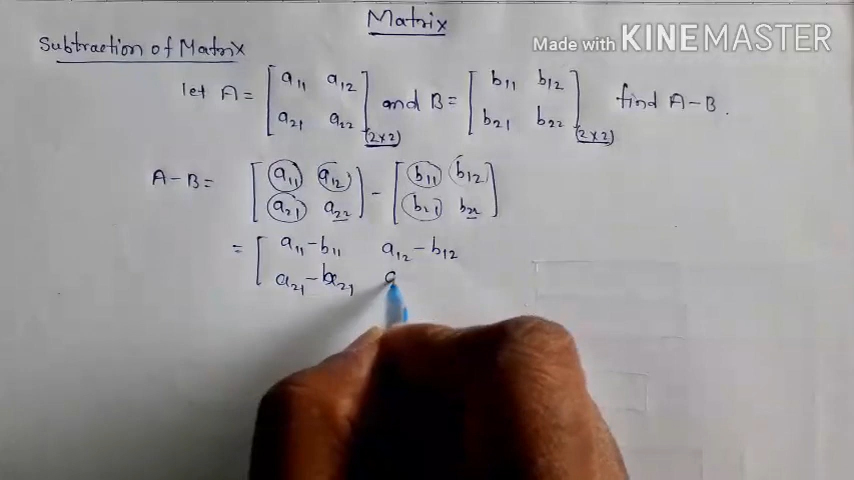 Matrix
Made with KINEMASTER
Subtraction of Matrix
let A = [a₁₁ a₁₂ a₂₁ a₂₂](2×2) and B = [b₁₁ b₁₂ b₂₁ b₂₂](2×2) find A-B.
A-B = [a₁₁ a₁₂ a₂₁ a₂₂] - [b₁₁ b₁₂ b₂₁ b₂₂]
= [a₁₁-b₁₁ a₁₂-b₁₂
a₂₁-b₂₁ a